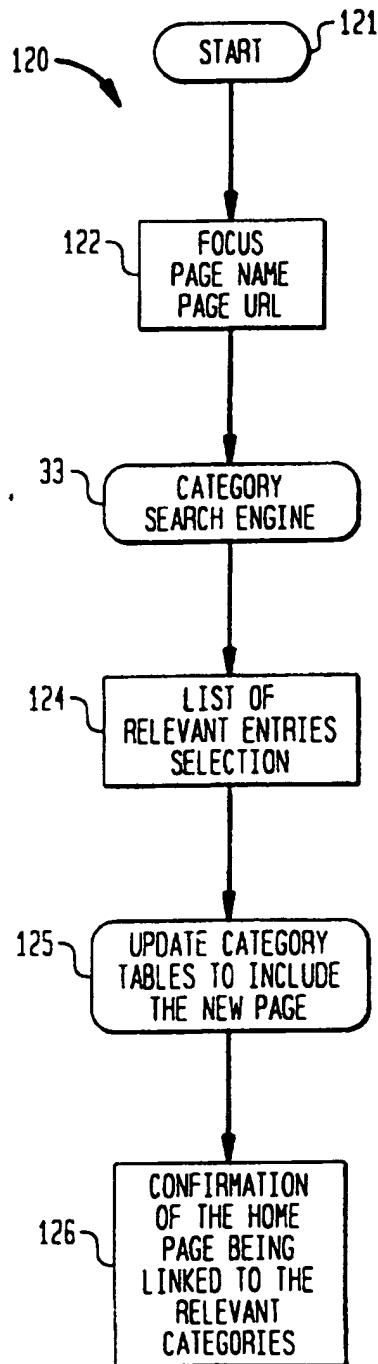 121
START
120
122
FOCUS
PAGE NAME
PAGE URL
33
CATEGORY
SEARCH ENGINE
124
LIST OF
RELEVANT ENTRIES
SELECTION
125
UPDATE CATEGORY
TABLES TO INCLUDE
THE NEW PAGE
126
CONFIRMATION
OF THE HOME
PAGE BEING
LINKED TO THE
RELEVANT
CATEGORIES